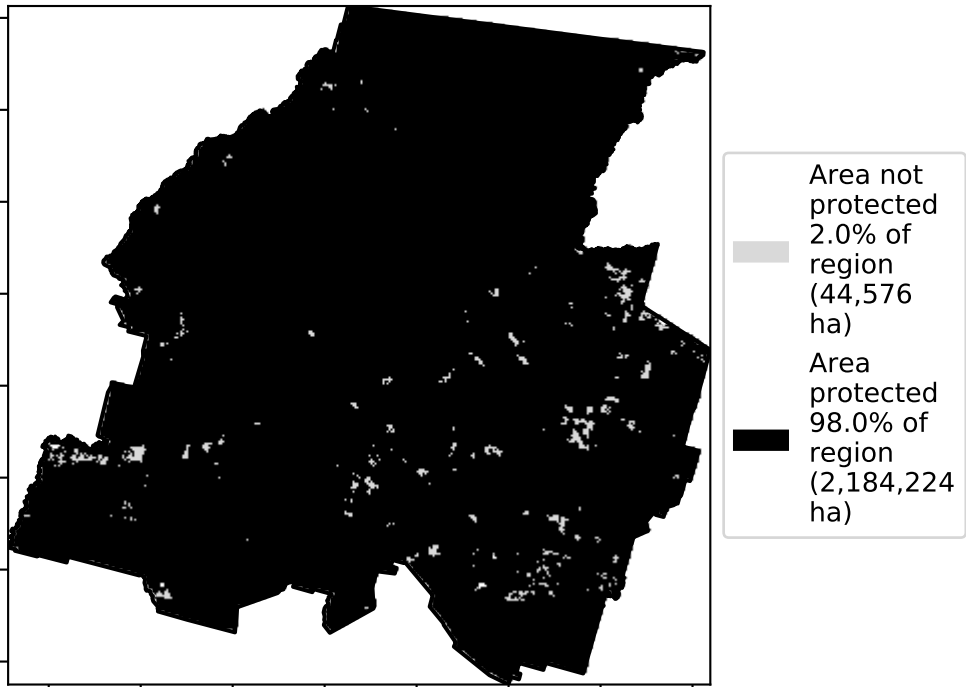 Area not
protected
2.0% of
region
(44,576
ha)
Area
protected
98.0% of
region
(2,184,224
ha)